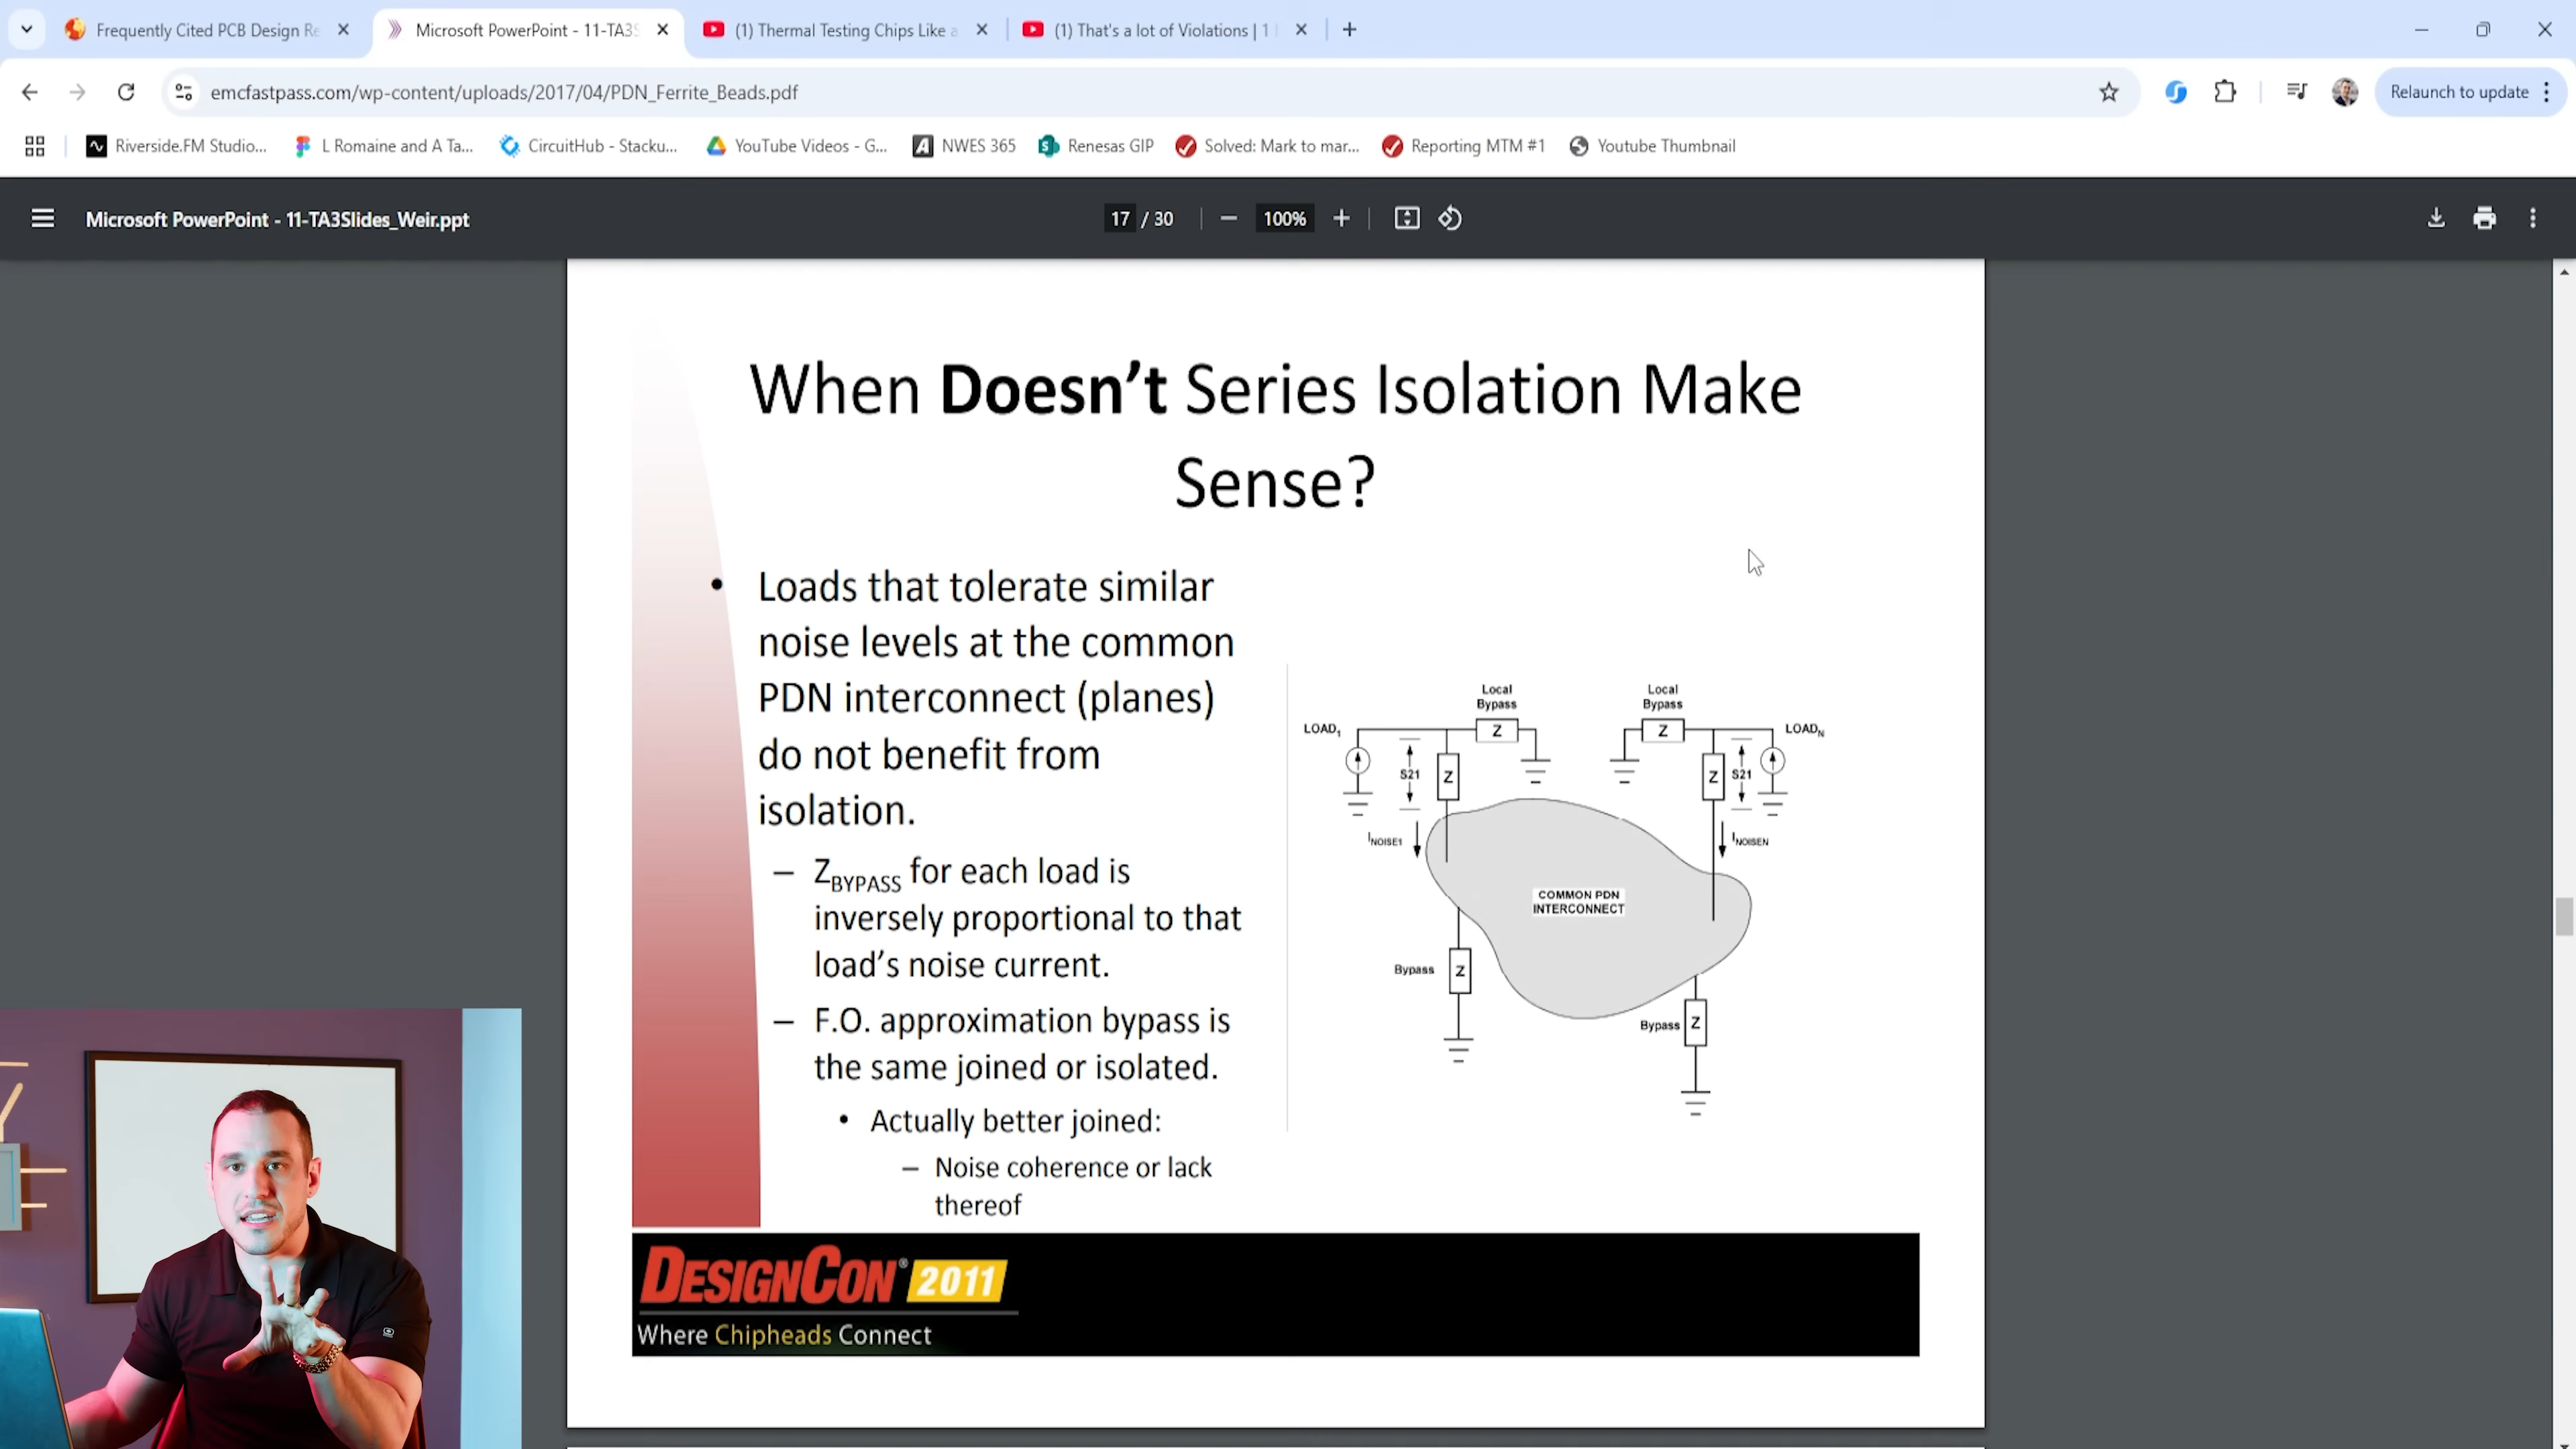 Frequently Cited PCB Design Re
Microsoft PowerPoint - 11-TA3S
(1) Thermal Testing Chips Like a
(1) That's a lot of Violations | 1
emcfastpass.com/wp-content/uploads/2017/04/PDN_Ferrite_Beads.pdf
Relaunch to update
Riverside.FM Studio...
L Romaine and A Ta...
CircuitHub - Stacku...
YouTube Videos - G...
NWES 365
Renesas GIP
Solved: Mark to mar...
Reporting MTM #1
Youtube Thumbnail
Microsoft PowerPoint - 11-TA3Slides_Weir.ppt
17 / 30
100%
When Doesn't Series Isolation Make
Sense?
• Loads that tolerate similar
noise levels at the common
PDN interconnect (planes)
do not benefit from
isolation.
– ZBYPASS for each load is
inversely proportional to that
load's noise current.
– F.O. approximation bypass is
the same joined or isolated.
• Actually better joined:
– Noise coherence or lack
thereof
Local
Bypass
Local
Bypass
LOAD1
Z
Z
LOADN
S21
Z
Z
S21
INOISE1
INOISEN
COMMON PDN
INTERCONNECT
Bypass
Z
Bypass
Z
DESIGNCON® 2011
Where Chipheads Connect